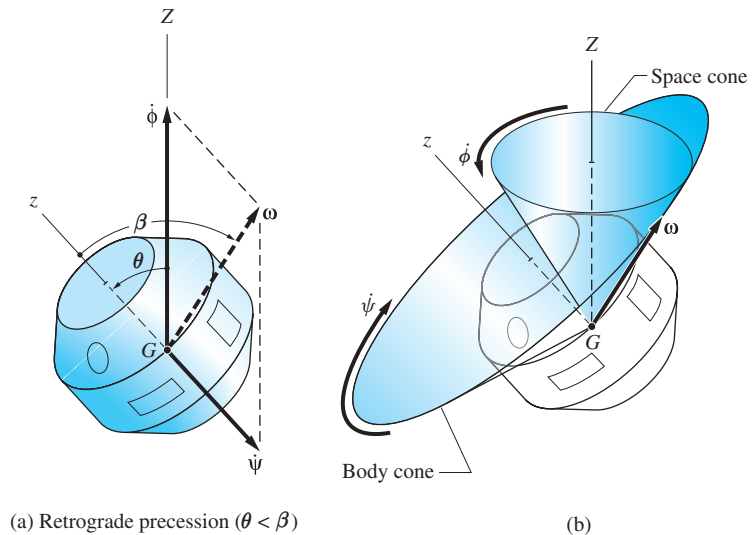 Z
ϕ̇
z
β
ω
θ
G
ψ̇
(a) Retrograde precession (θ < β)
Z
Space cone
z
ϕ̇
ω
ψ̇
G
Body cone
(b)